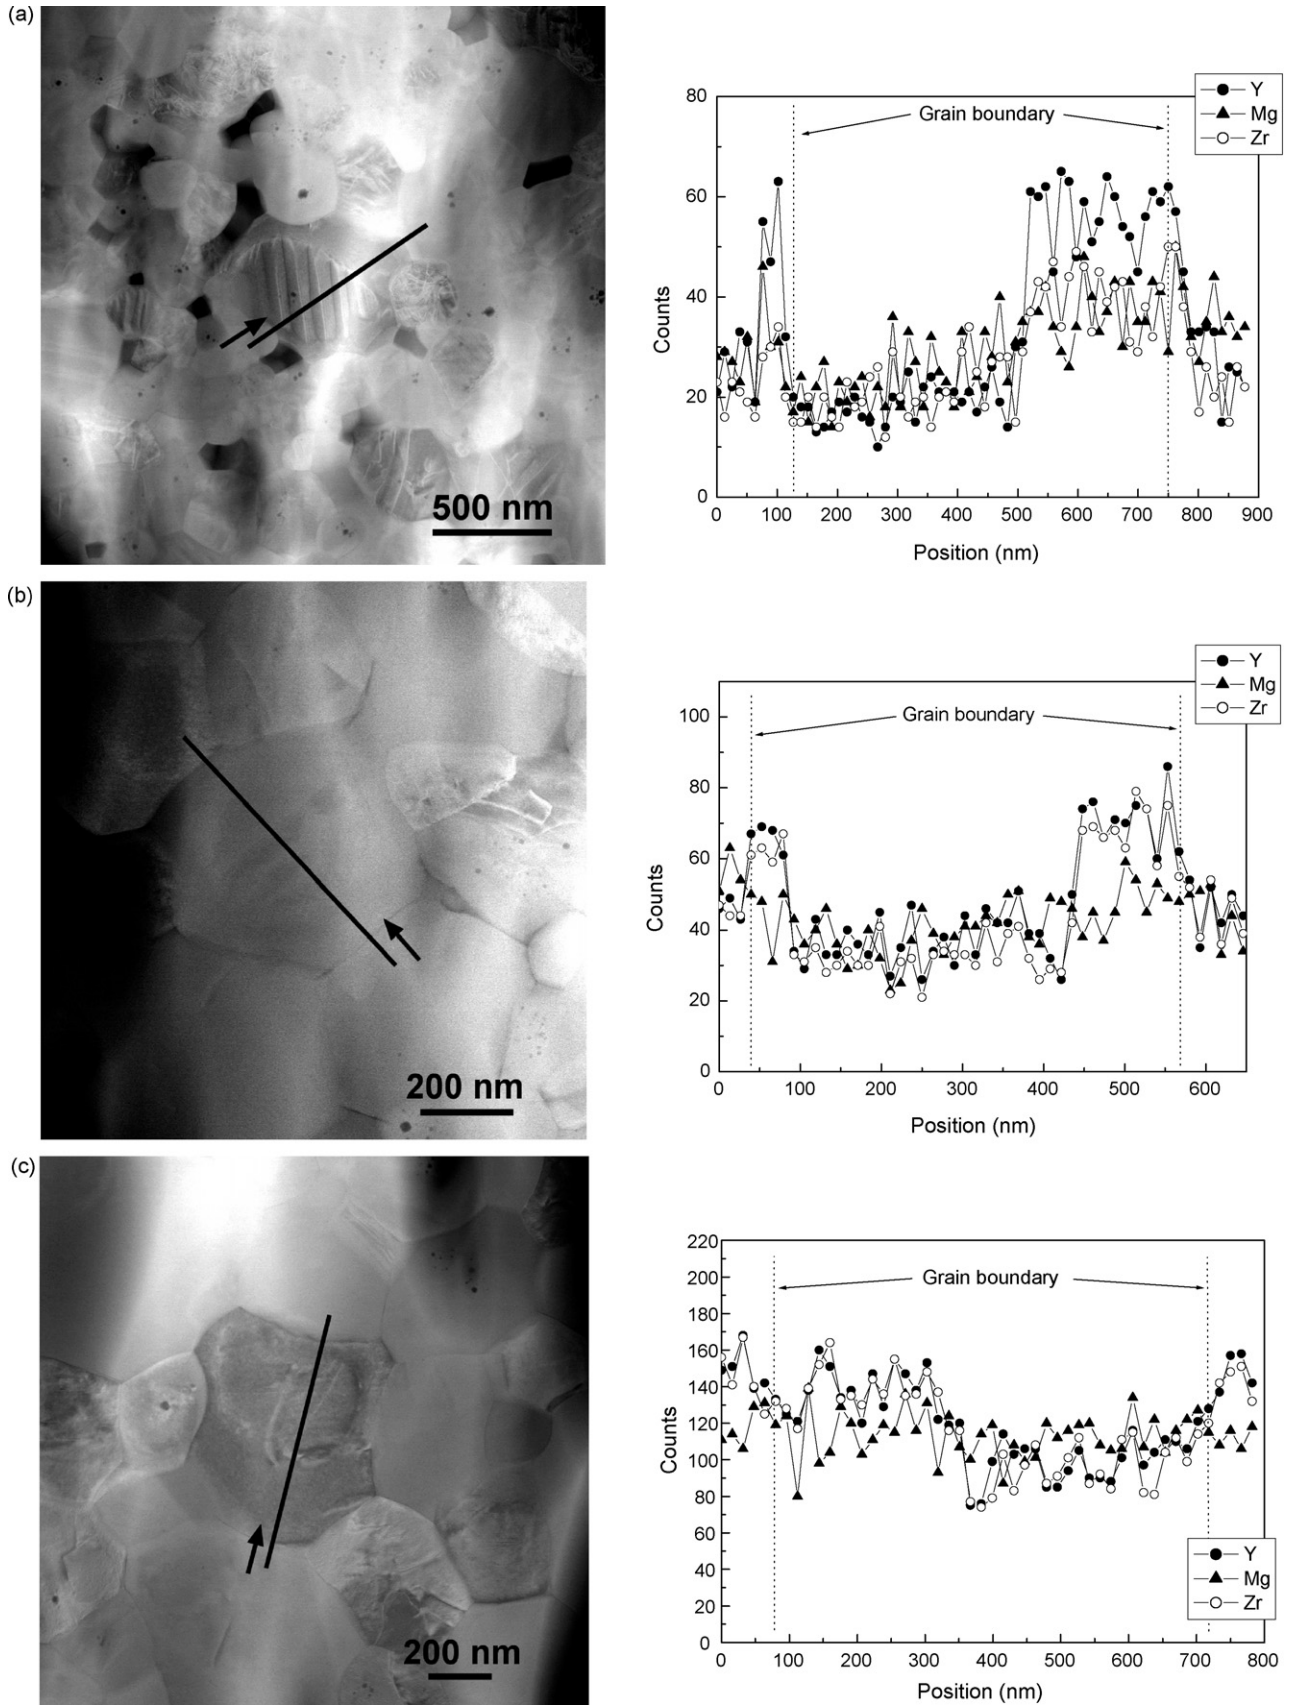 (a)
500 nm
Y
Mg
Zr
Grain boundary
80
60
40
20
0
Counts
0 100 200 300 400 500 600 700 800 900
Position (nm)
(b)
200 nm
Y
Mg
Zr
Grain boundary
100
80
60
40
20
0
Counts
0 100 200 300 400 500 600
Position (nm)
(c)
200 nm
220
200
180
160
140
120
100
80
60
40
20
0
Grain boundary
Counts
Y
Mg
Zr
0 100 200 300 400 500 600 700 800
Position (nm)